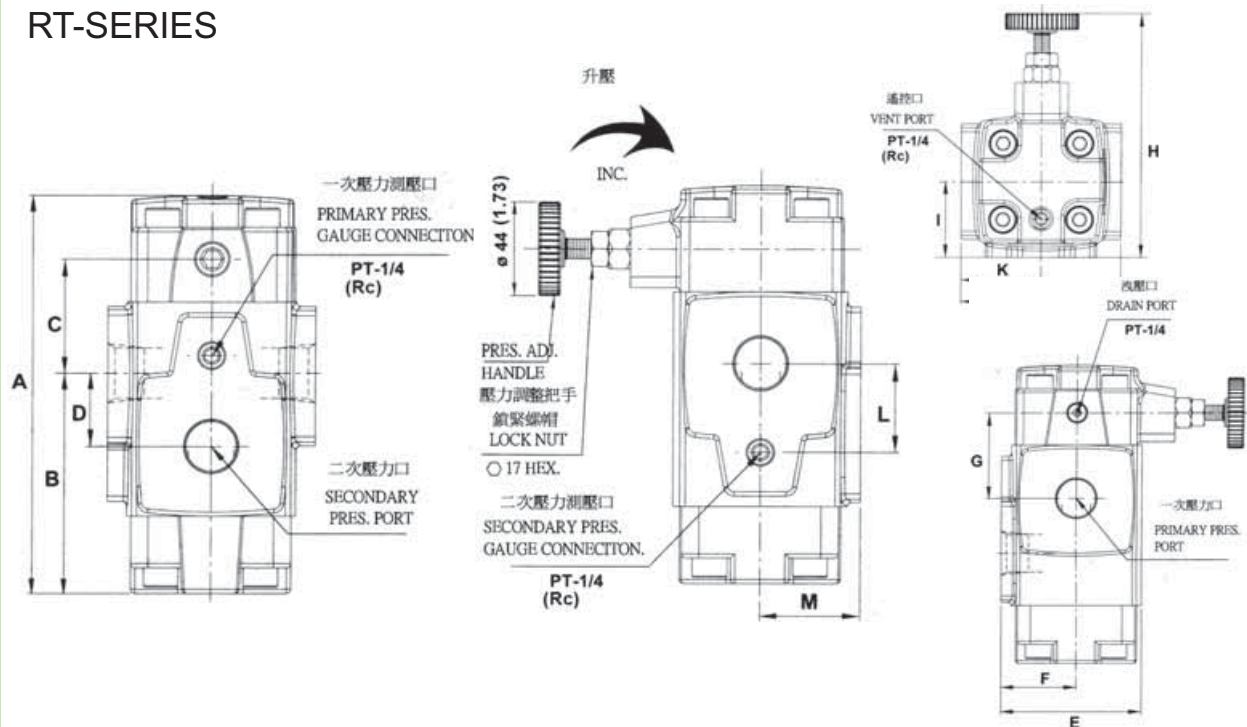 RT-SERIES
升壓
INC.
一次壓力測壓口
PRIMARY PRES.
GAUGE CONNECITON
PT-1/4
(Rc)
A
B
C
D
二次壓力口
SECONDARY
PRES. PORT
ø 44 (1.73)
PRES. ADJ.
HANDLE
壓力調整把手
鎖緊螺帽
LOCK NUT
⬡ 17 HEX.
二次壓力測壓口
SECONDARY PRES.
GAUGE CONNECITON.
PT-1/4
(Rc)
L
M
遙控口
VENT PORT
PT-1/4
(Rc)
H
I
K
洩壓口
DRAIN PORT
PT-1/4
G
一次壓力口
PRIMARY PRES.
PORT
F
E